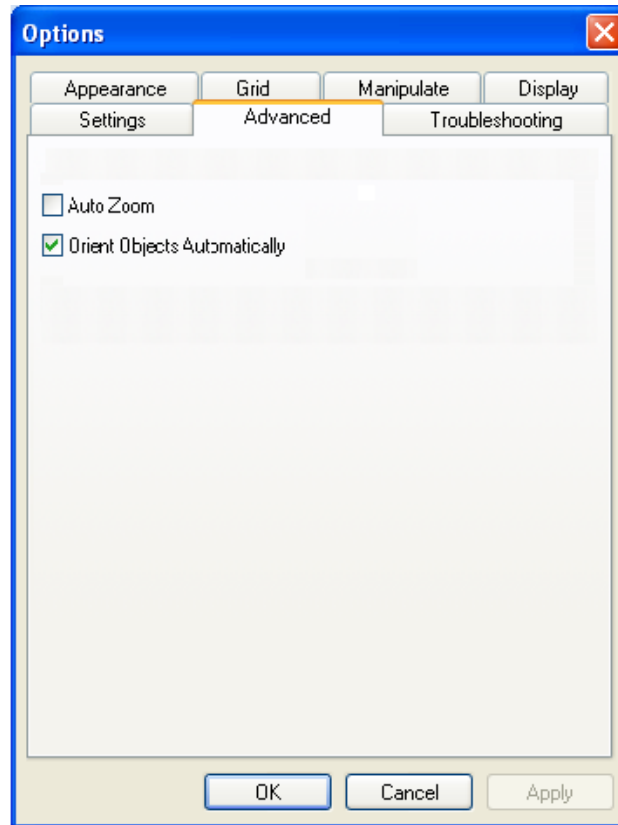 Options
Appearance Grid Manipulate Display
Settings Advanced Troubleshooting
Auto Zoom
Orient Objects Automatically
OK Cancel Apply